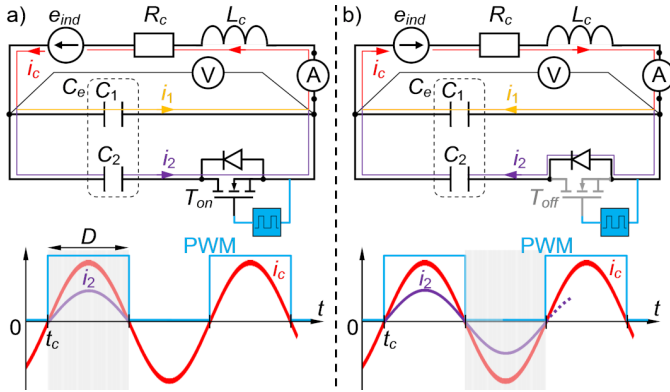 a)
e_ind
R_c
L_c
i_c
V
A
C_e
C_1
i_1
C_2
i_2
T_on
D
PWM
i_2
i_c
0
t_c
t
b)
e_ind
R_c
L_c
i_c
V
A
C_e
C_1
i_1
C_2
i_2
T_off
PWM
i_2
i_c
0
t_c
t